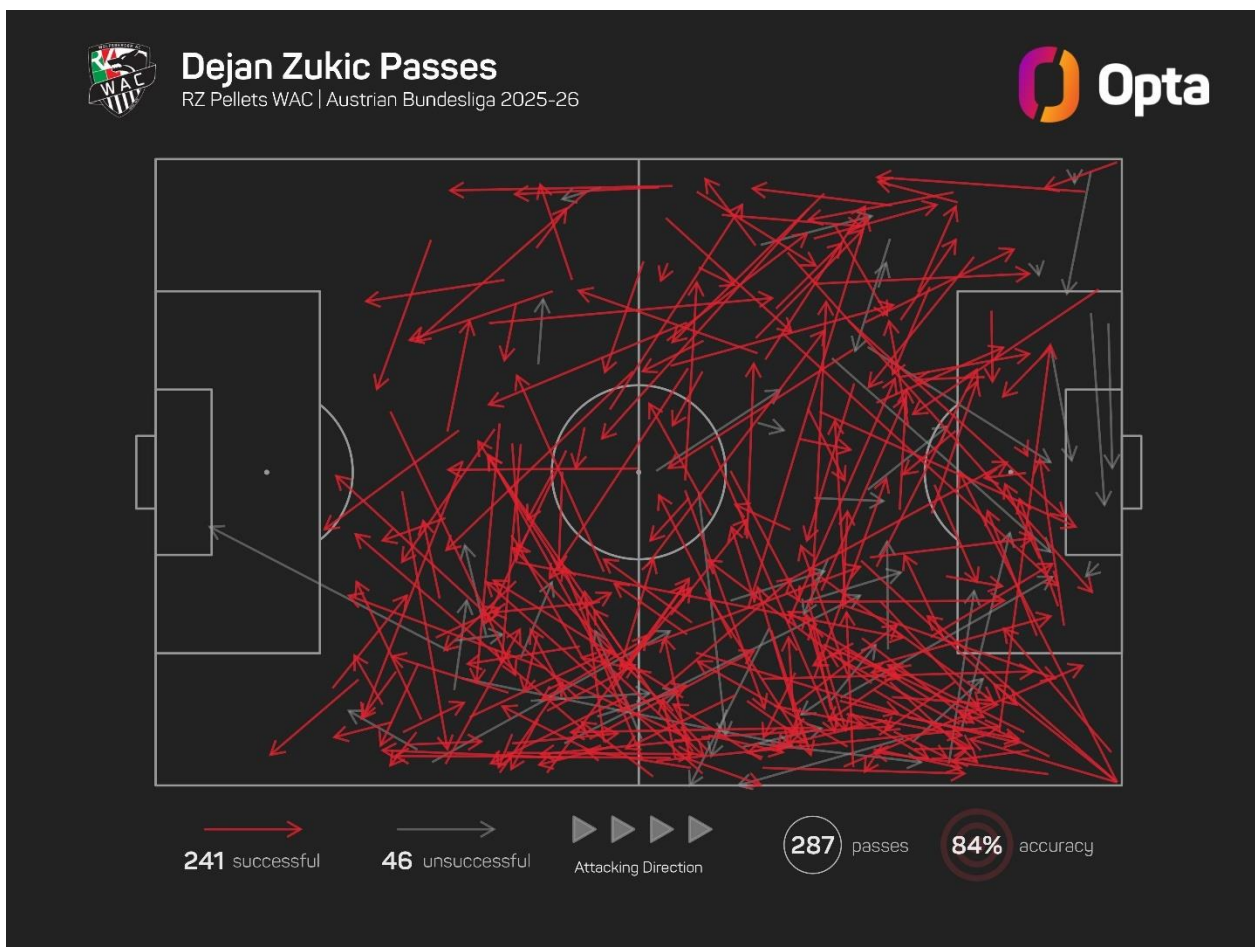 WAC
Dejan Zukic Passes
RZ Pellets WAC | Austrian Bundesliga 2025-26
Opta
241 successful
46 unsuccessful
Attacking Direction
287 passes
84% accuracy